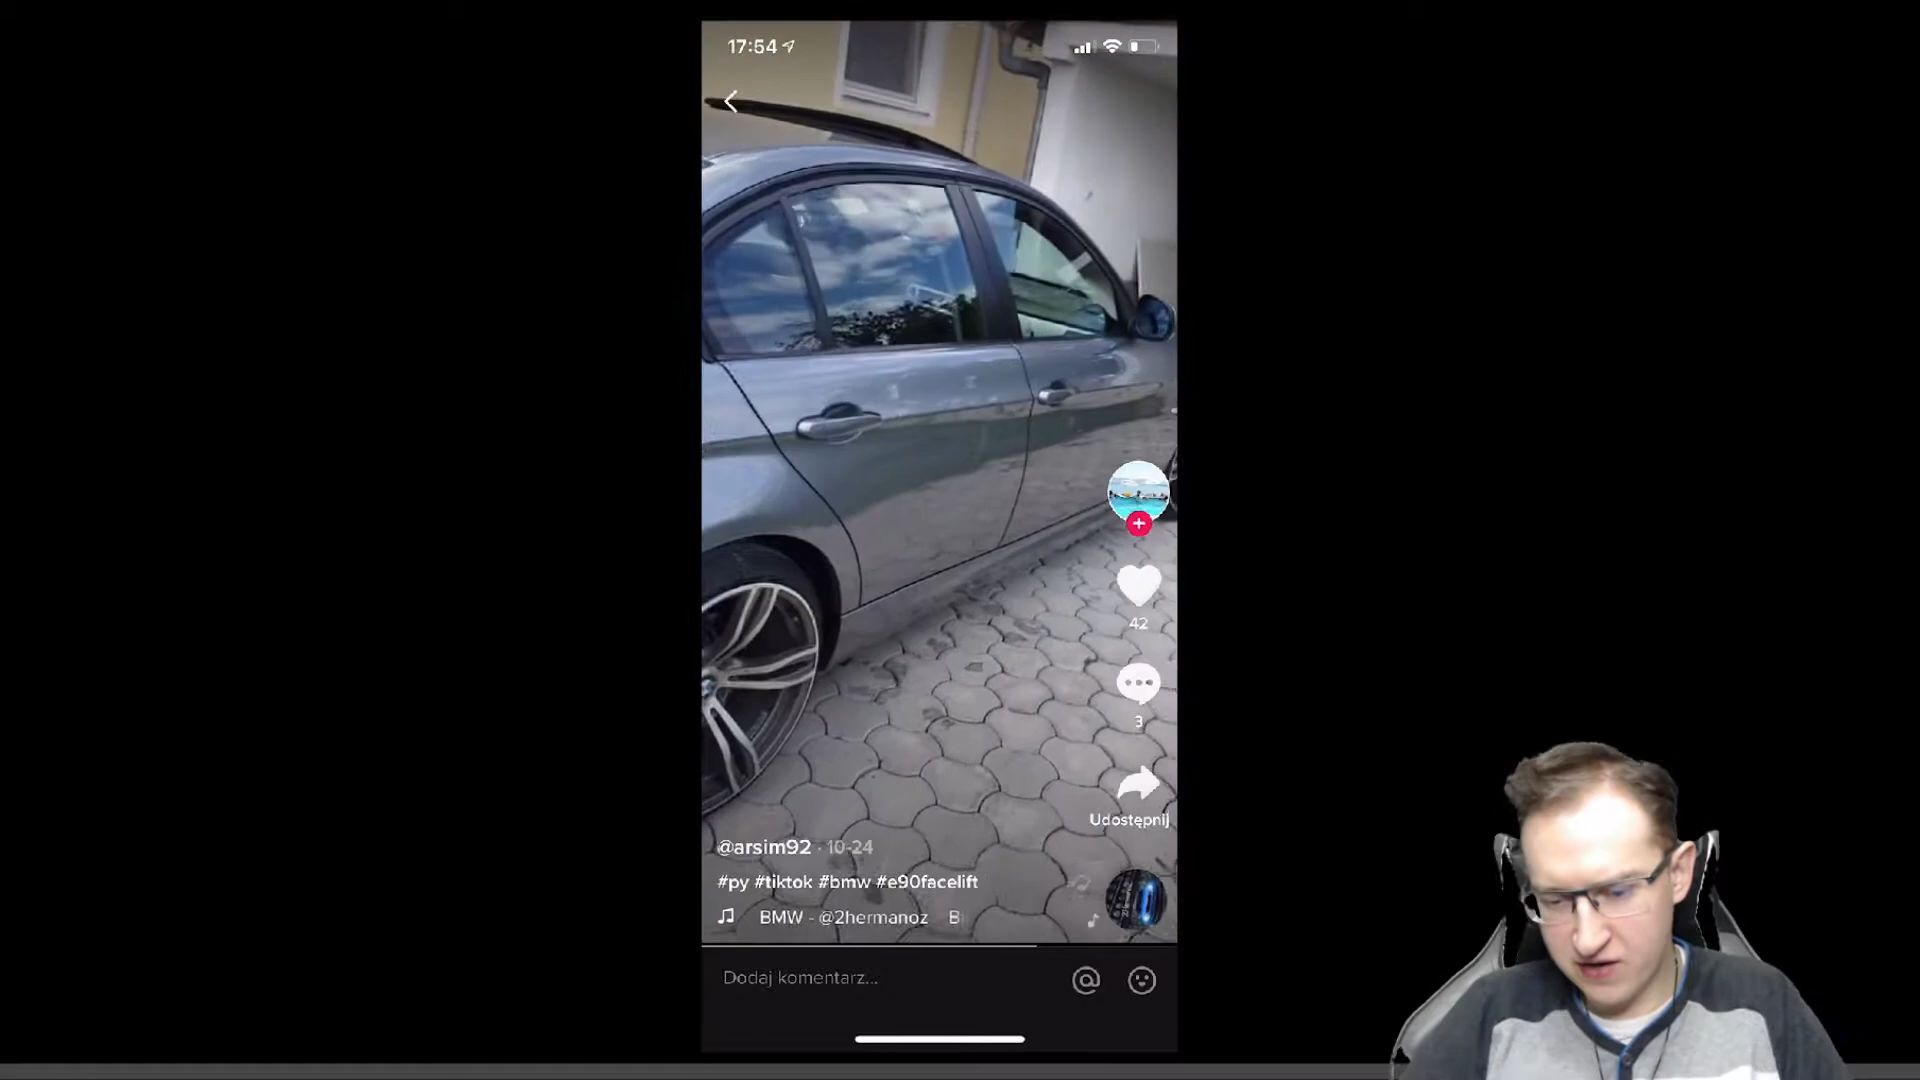 17:54
42
3
Udostępnij
@arsim92 · 10-24
#py #tiktok #bmw #e90facelift
BMW - @2hermanoz B
Dodaj komentarz...